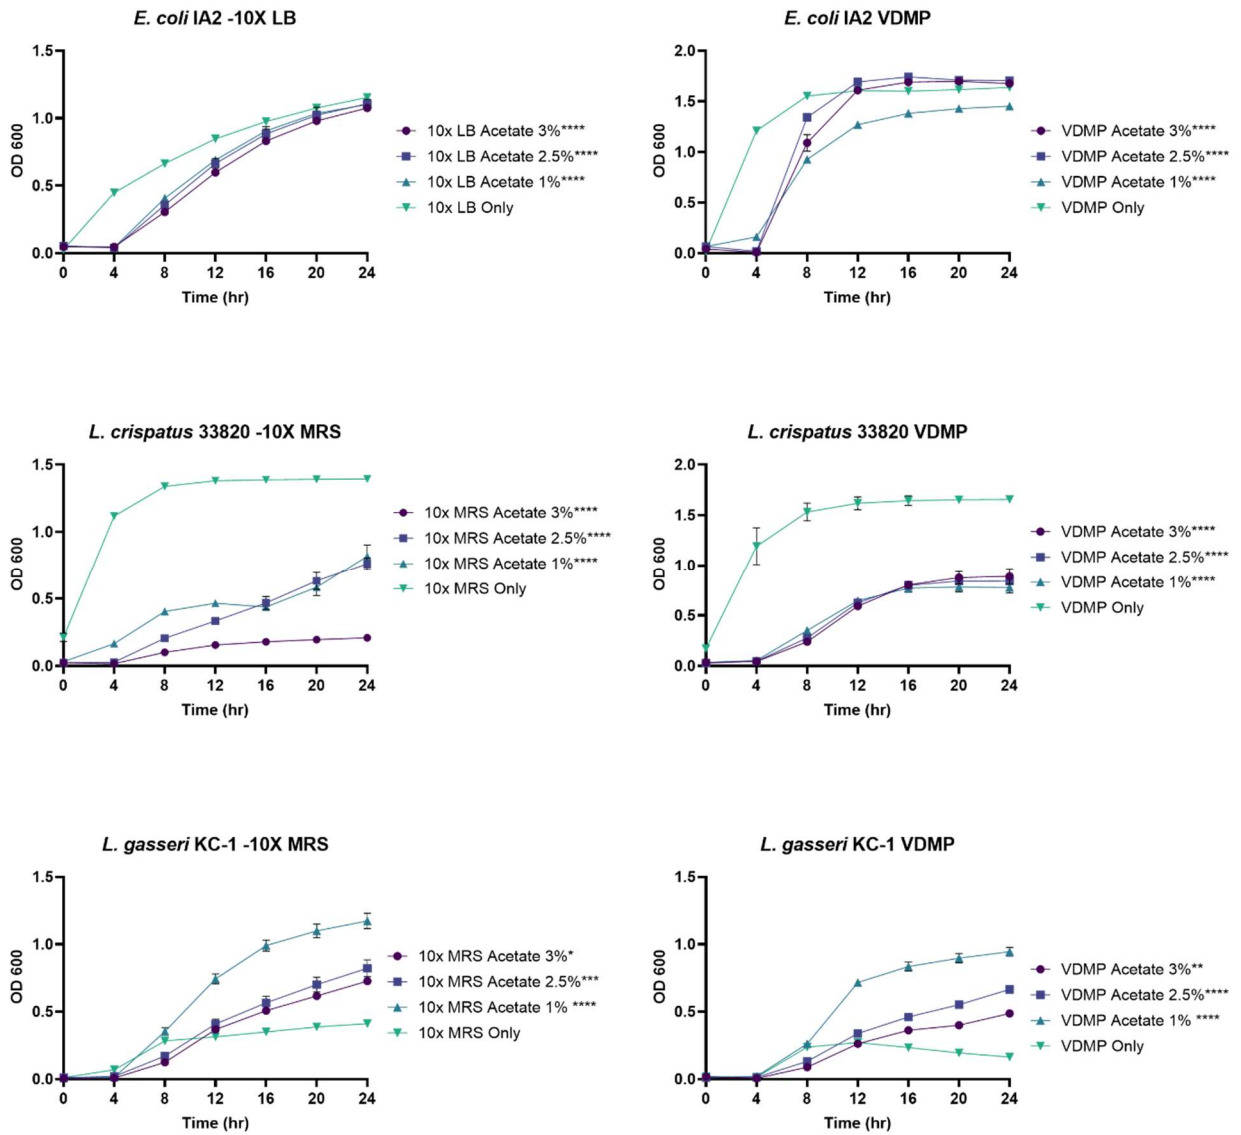 E. coli IA2 -10X LB
1.5
1.0
0.5
0.0
OD 600
0 4 8 12 16 20 24
Time (hr)
10x LB Acetate 3%****
10x LB Acetate 2.5%****
10x LB Acetate 1%****
10x LB Only
E. coli IA2 VDMP
2.0
1.5
1.0
0.5
0.0
OD 600
0 4 8 12 16 20 24
Time (hr)
VDMP Acetate 3%****
VDMP Acetate 2.5%****
VDMP Acetate 1%****
VDMP Only
L. crispatus 33820 -10X MRS
1.5
1.0
0.5
0.0
OD 600
0 4 8 12 16 20 24
Time (hr)
10x MRS Acetate 3%****
10x MRS Acetate 2.5%****
10x MRS Acetate 1%****
10x MRS Only
L. crispatus 33820 VDMP
2.0
1.5
1.0
0.5
0.0
OD 600
0 4 8 12 16 20 24
Time (hr)
VDMP Acetate 3%****
VDMP Acetate 2.5%****
VDMP Acetate 1%****
VDMP Only
L. gasseri KC-1 -10X MRS
1.5
1.0
0.5
0.0
OD 600
0 4 8 12 16 20 24
Time (hr)
10x MRS Acetate 3%*
10x MRS Acetate 2.5%***
10x MRS Acetate 1% ****
10x MRS Only
L. gasseri KC-1 VDMP
1.5
1.0
0.5
0.0
OD 600
0 4 8 12 16 20 24
Time (hr)
VDMP Acetate 3%**
VDMP Acetate 2.5%****
VDMP Acetate 1% ****
VDMP Only